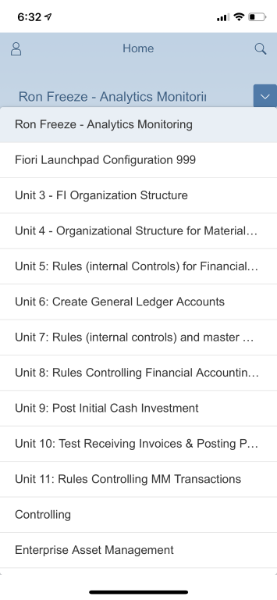 6:32
Home
Ron Freeze - Analytics Monitorin
Ron Freeze - Analytics Monitoring
Fiori Launchpad Configuration 999
Unit 3 - FI Organization Structure
Unit 4 - Organizational Structure for Material...
Unit 5: Rules (internal Controls) for Financial...
Unit 6: Create General Ledger Accounts
Unit 7: Rules (internal controls) and master ...
Unit 8: Rules Controlling Financial Accountin...
Unit 9: Post Initial Cash Investment
Unit 10: Test Receiving Invoices & Posting P...
Unit 11: Rules Controlling MM Transactions
Controlling
Enterprise Asset Management